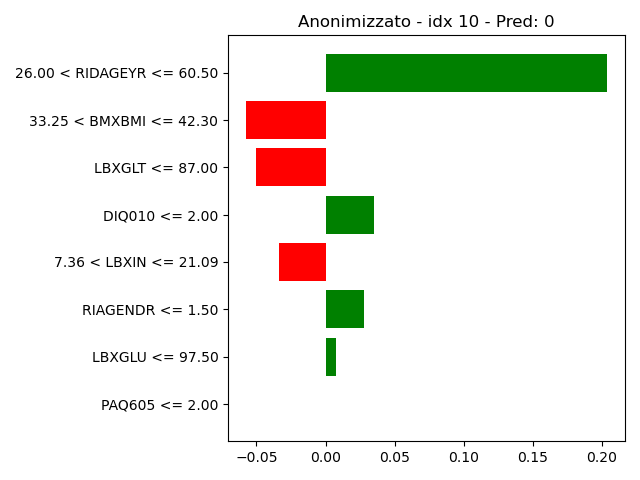 Anonimizzato - idx 10 - Pred: 0
26.00 < RIDAGEYR <= 60.50
33.25 < BMXBMI <= 42.30
LBXGLT <= 87.00
DIQ010 <= 2.00
7.36 < LBXIN <= 21.09
RIAGENDR <= 1.50
LBXGLU <= 97.50
PAQ605 <= 2.00
−0.05 0.00 0.05 0.10 0.15 0.20